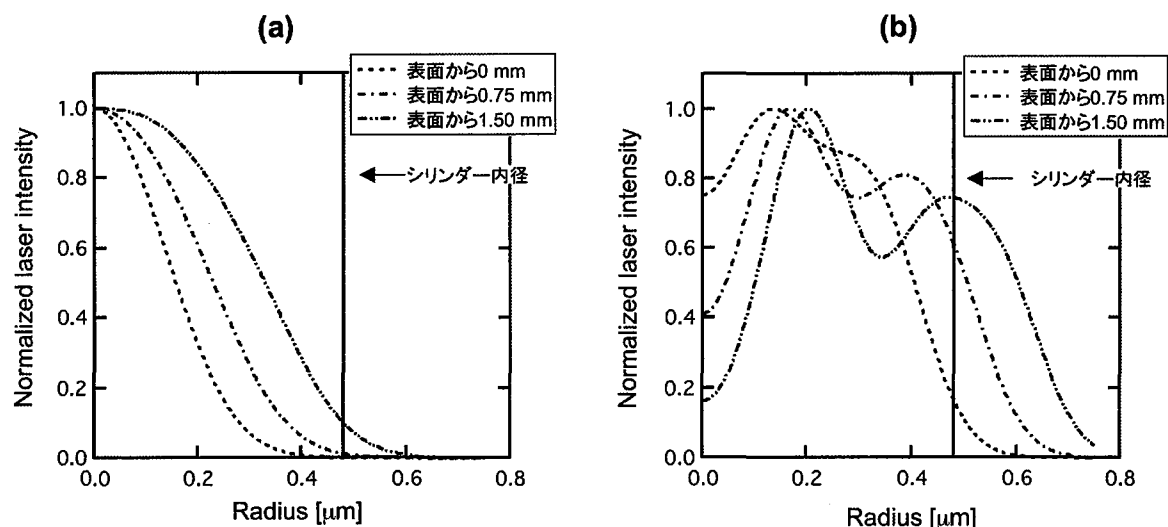 (a)
表面から0 mm
表面から0.75 mm
表面から1.50 mm
シリンダー内径
1.0
0.8
0.6
0.4
0.2
0.0
Normalized laser intensity
0.0 0.2 0.4 0.6 0.8
Radius [μm]
(b)
表面から0 mm
表面から0.75 mm
表面から1.50 mm
シリンダー内径
1.0
0.8
0.6
0.4
0.2
0.0
Normalized laser intensity
0.0 0.2 0.4 0.6 0.8
Radius [μm]